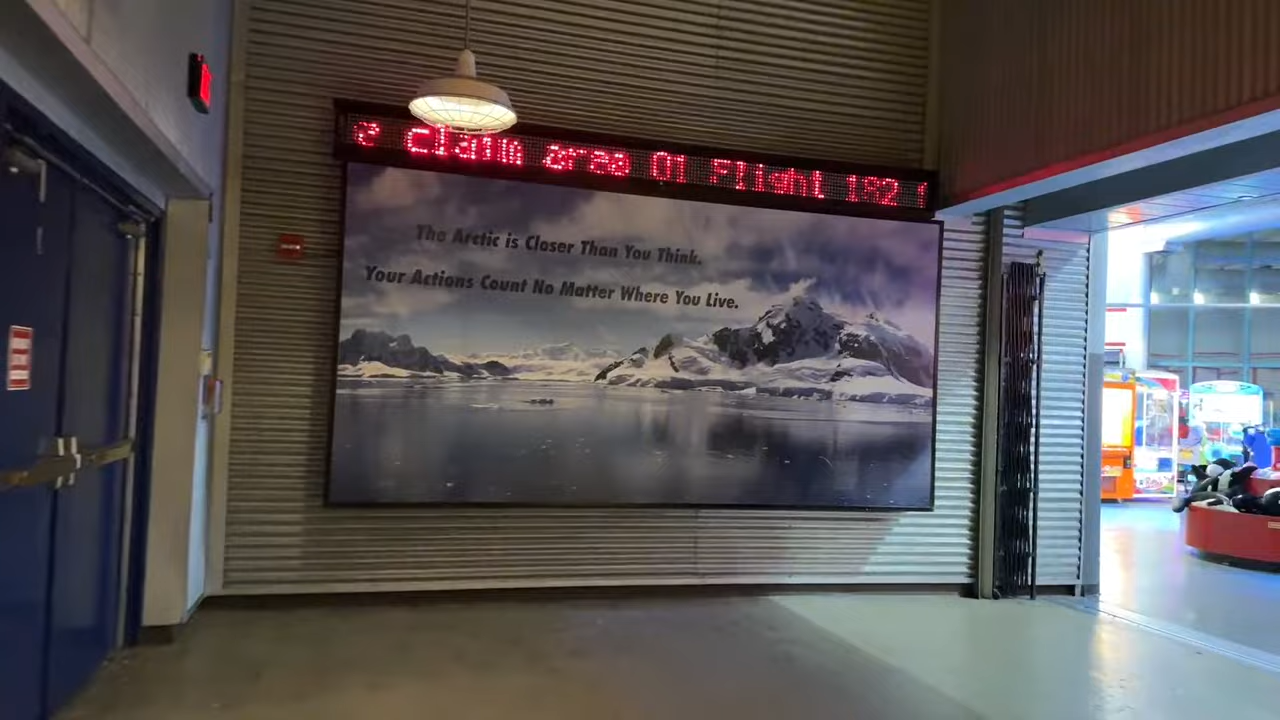 e claim area 01 Flight 182
The Arctic is Closer Than You Think.
Your Actions Count No Matter Where You Live.